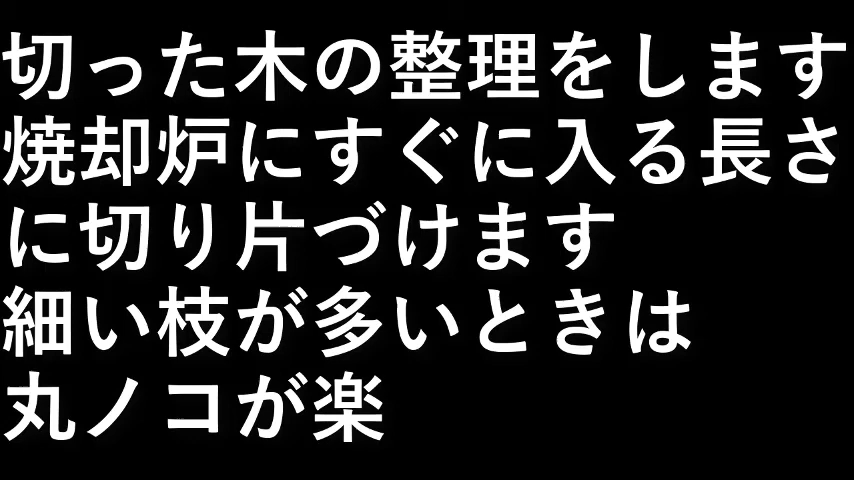 切った木の整理をします
焼却炉にすぐに入る長さ
に切り片づけます
細い枝が多いときは
丸ノコが楽